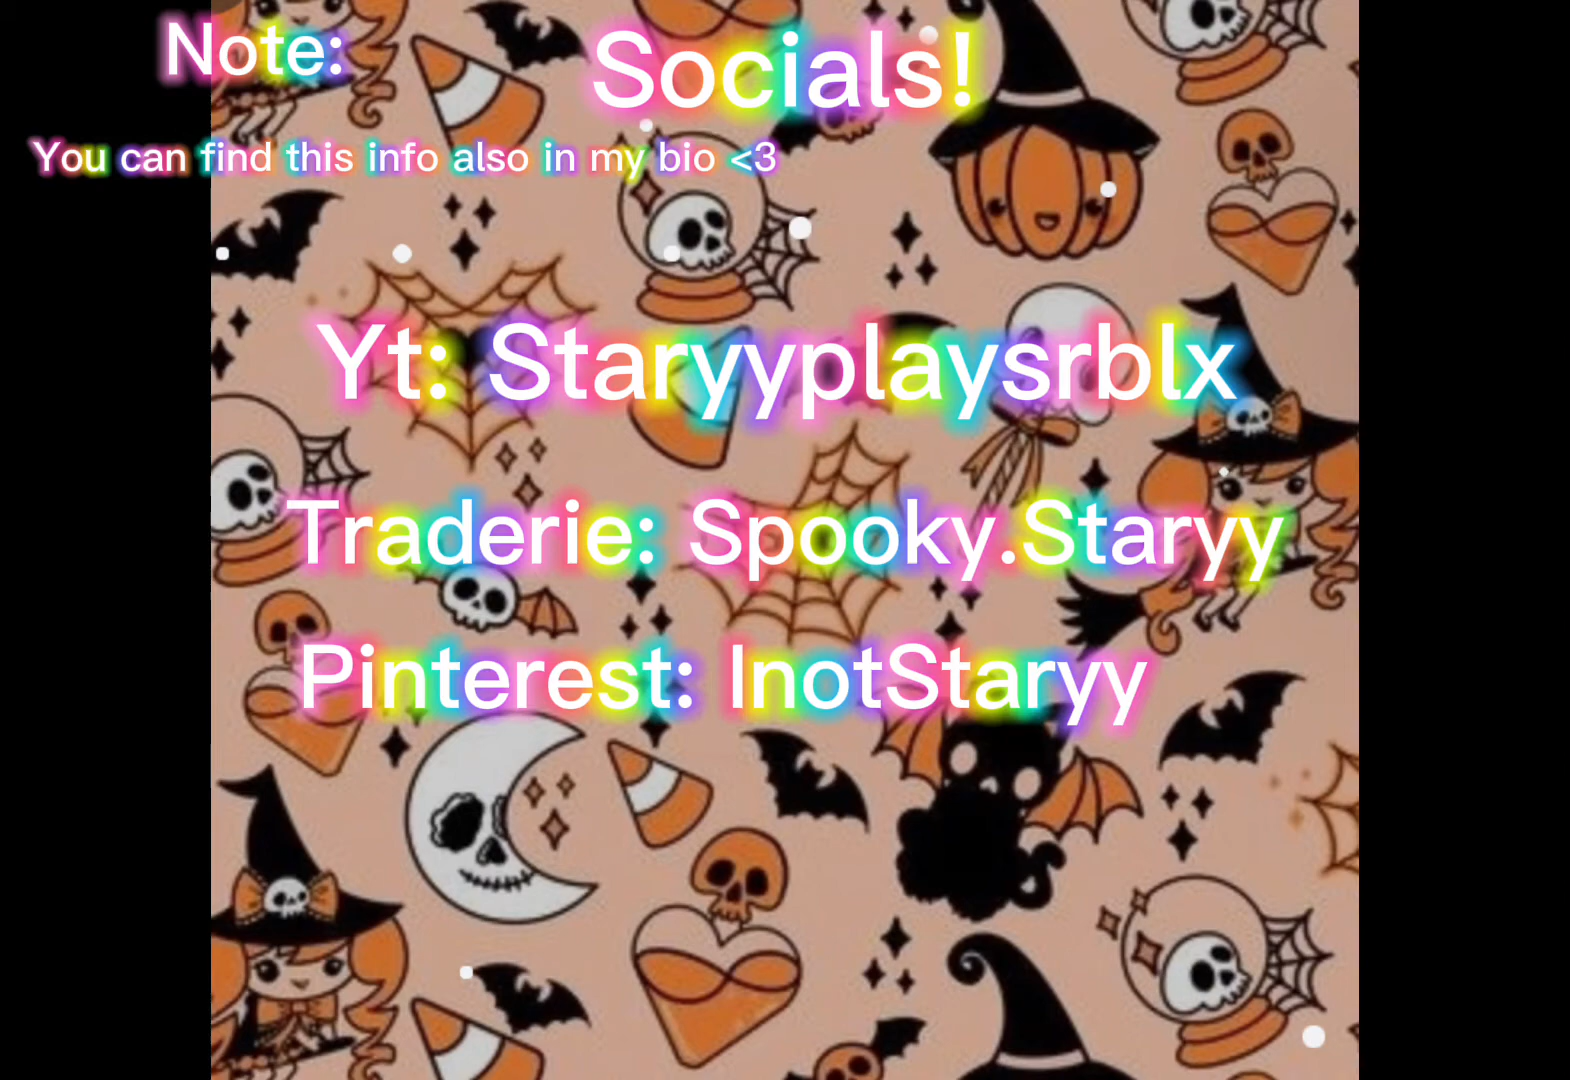 Note:
Socials!
You can find this info also in my bio <3
Yt: Staryyplaysrblx
Traderie: Spooky.Staryy
Pinterest: InotStaryy